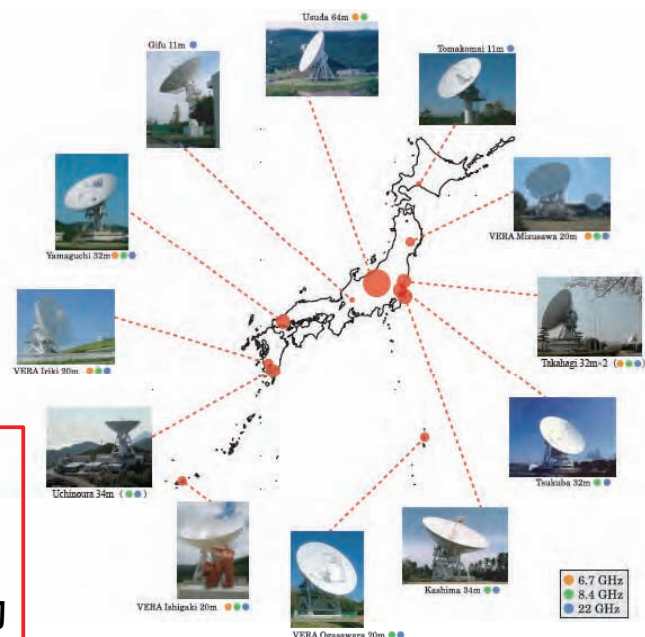 Usuda 64m
Gifu 11m
Tomakomai 11m
Yamaguchi 32m
VERA Mizusawa 20m
VERA Iriki 20m
Takahagi 32m×2 ( )
Uchinoura 34m ( )
Tsukuba 32m
VERA Ishigaki 20m
Kashima 34m
VERA Ogasawara 20m
6.7 GHz
8.4 GHz
22 GHz